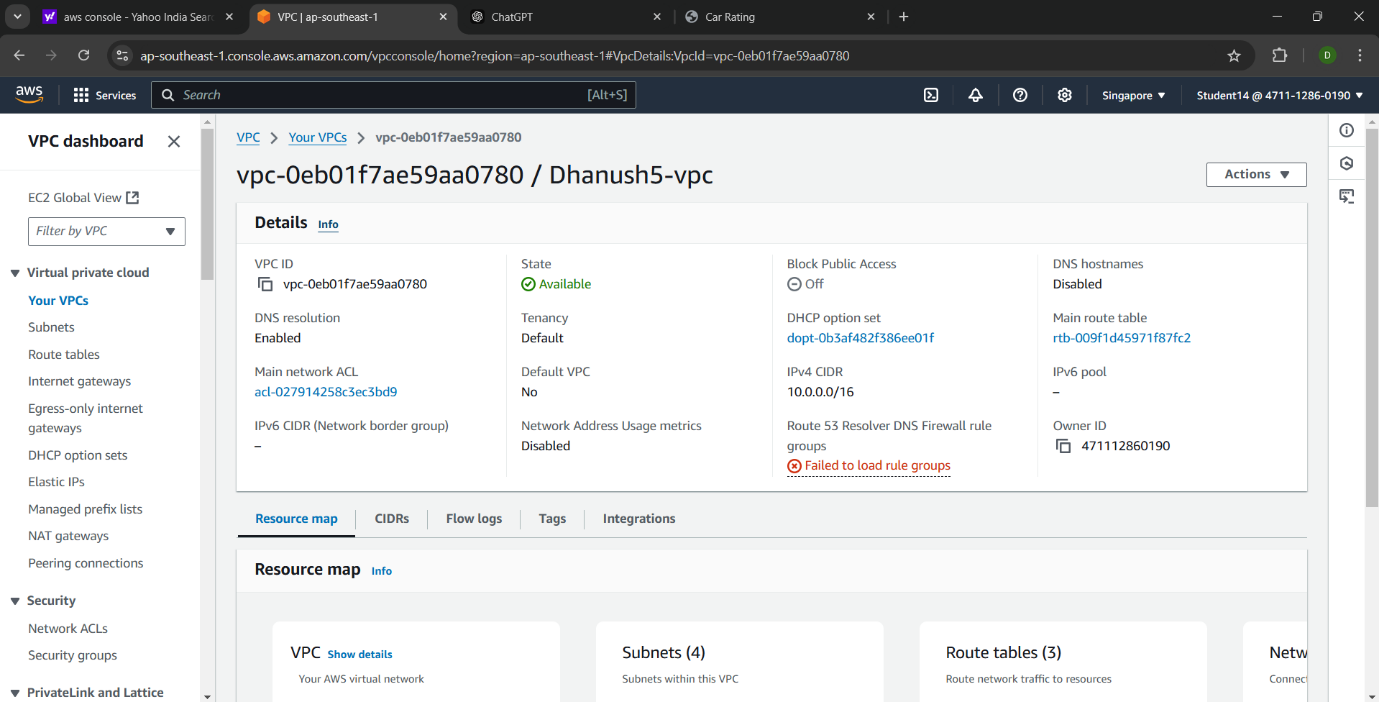 aws console - Yahoo India Sear
VPC | ap-southeast-1
ChatGPT
Car Rating
ap-southeast-1.console.aws.amazon.com/vpcconsole/home?region=ap-southeast-1#VpcDetails:VpcId=vpc-0eb01f7ae59aa0780
D
aws
Services
Search
[Alt+S]
Singapore
Student14 @ 4711-1286-0190
VPC dashboard
EC2 Global View
Filter by VPC
Virtual private cloud
Your VPCs
Subnets
Route tables
Internet gateways
Egress-only internet
gateways
DHCP option sets
Elastic IPs
Managed prefix lists
NAT gateways
Peering connections
Security
Network ACLs
Security groups
PrivateLink and Lattice
VPC > Your VPCs > vpc-0eb01f7ae59aa0780
vpc-0eb01f7ae59aa0780 / Dhanush5-vpc
Actions
Details Info
VPC ID
vpc-0eb01f7ae59aa0780
State
Available
Block Public Access
Off
DNS hostnames
Disabled
DNS resolution
Enabled
Tenancy
Default
DHCP option set
dopt-0b3af482f386ee01f
Main route table
rtb-009f1d45971f87fc2
Main network ACL
acl-027914258c3ec3bd9
Default VPC
No
IPv4 CIDR
10.0.0.0/16
IPv6 pool
–
IPv6 CIDR (Network border group)
–
Network Address Usage metrics
Disabled
Route 53 Resolver DNS Firewall rule
groups
Failed to load rule groups
Owner ID
471112860190
Resource map
CIDRs
Flow logs
Tags
Integrations
Resource map Info
VPC Show details
Your AWS virtual network
Subnets (4)
Subnets within this VPC
Route tables (3)
Route network traffic to resources
Netw
Connect